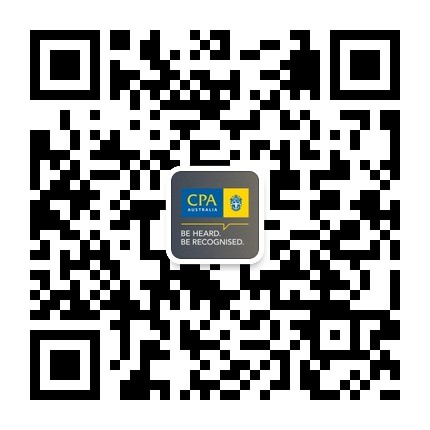 CPA
AUSTRALIA
BE HEARD.
BE RECOGNISED.